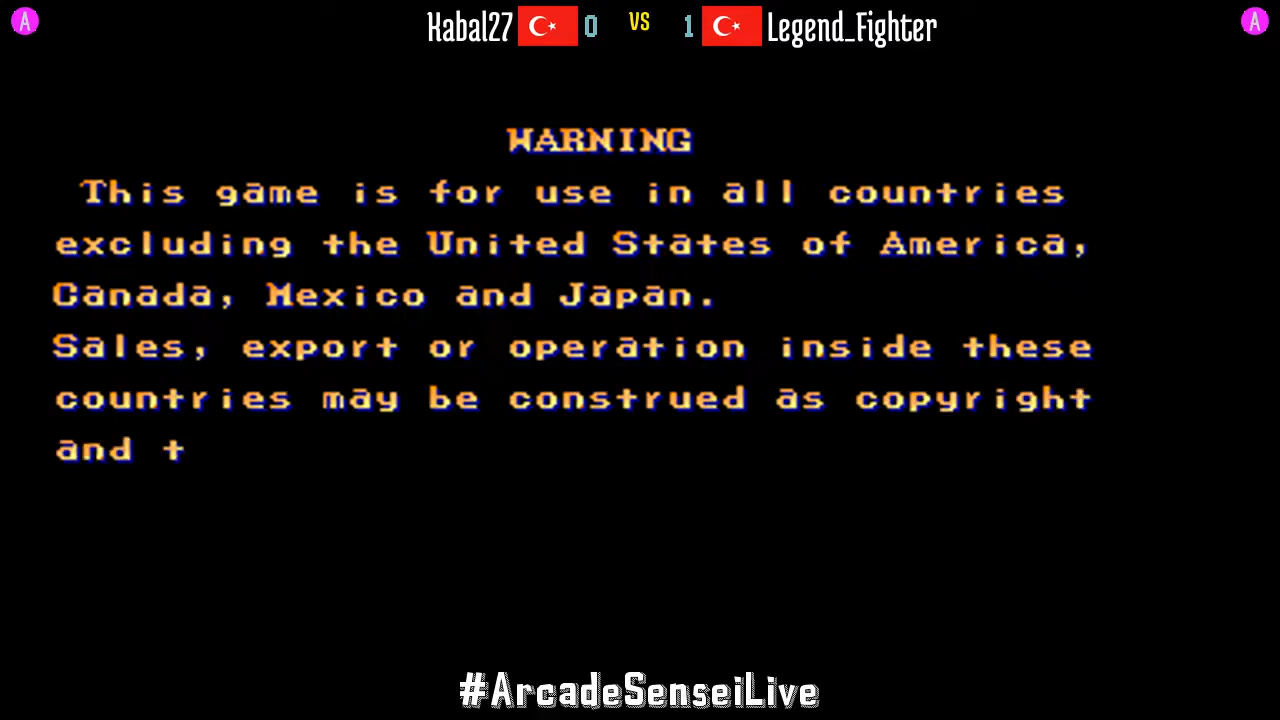 A
Kabal27 0 VS 1 Legend_Fighter
A
WARNING
This game is for use in all countries
excluding the United States of America,
Canada, Mexico and Japan.
Sales, export or operation inside these
countries may be construed as copyright
and t
#ArcadeSenseiLive